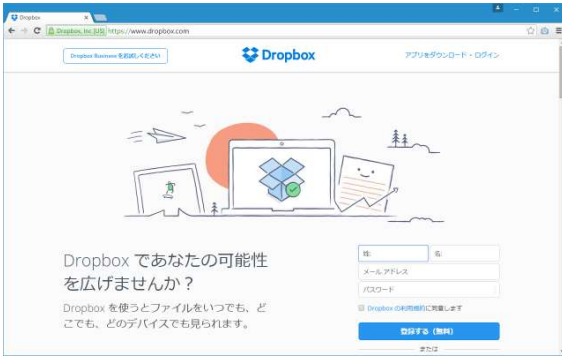 Dropbox
Dropbox, Inc [US] https://www.dropbox.com
Dropbox Business をお試しください
Dropbox
アプリをダウンロード・ログイン
Dropbox であなたの可能性
を広げませんか？
Dropbox を使うとファイルをいつでも、ど
こでも、どのデバイスでも見られます。
姓: 名:
メール アドレス
パスワード
Dropbox の利用規約に同意します
登録する（無料）
または